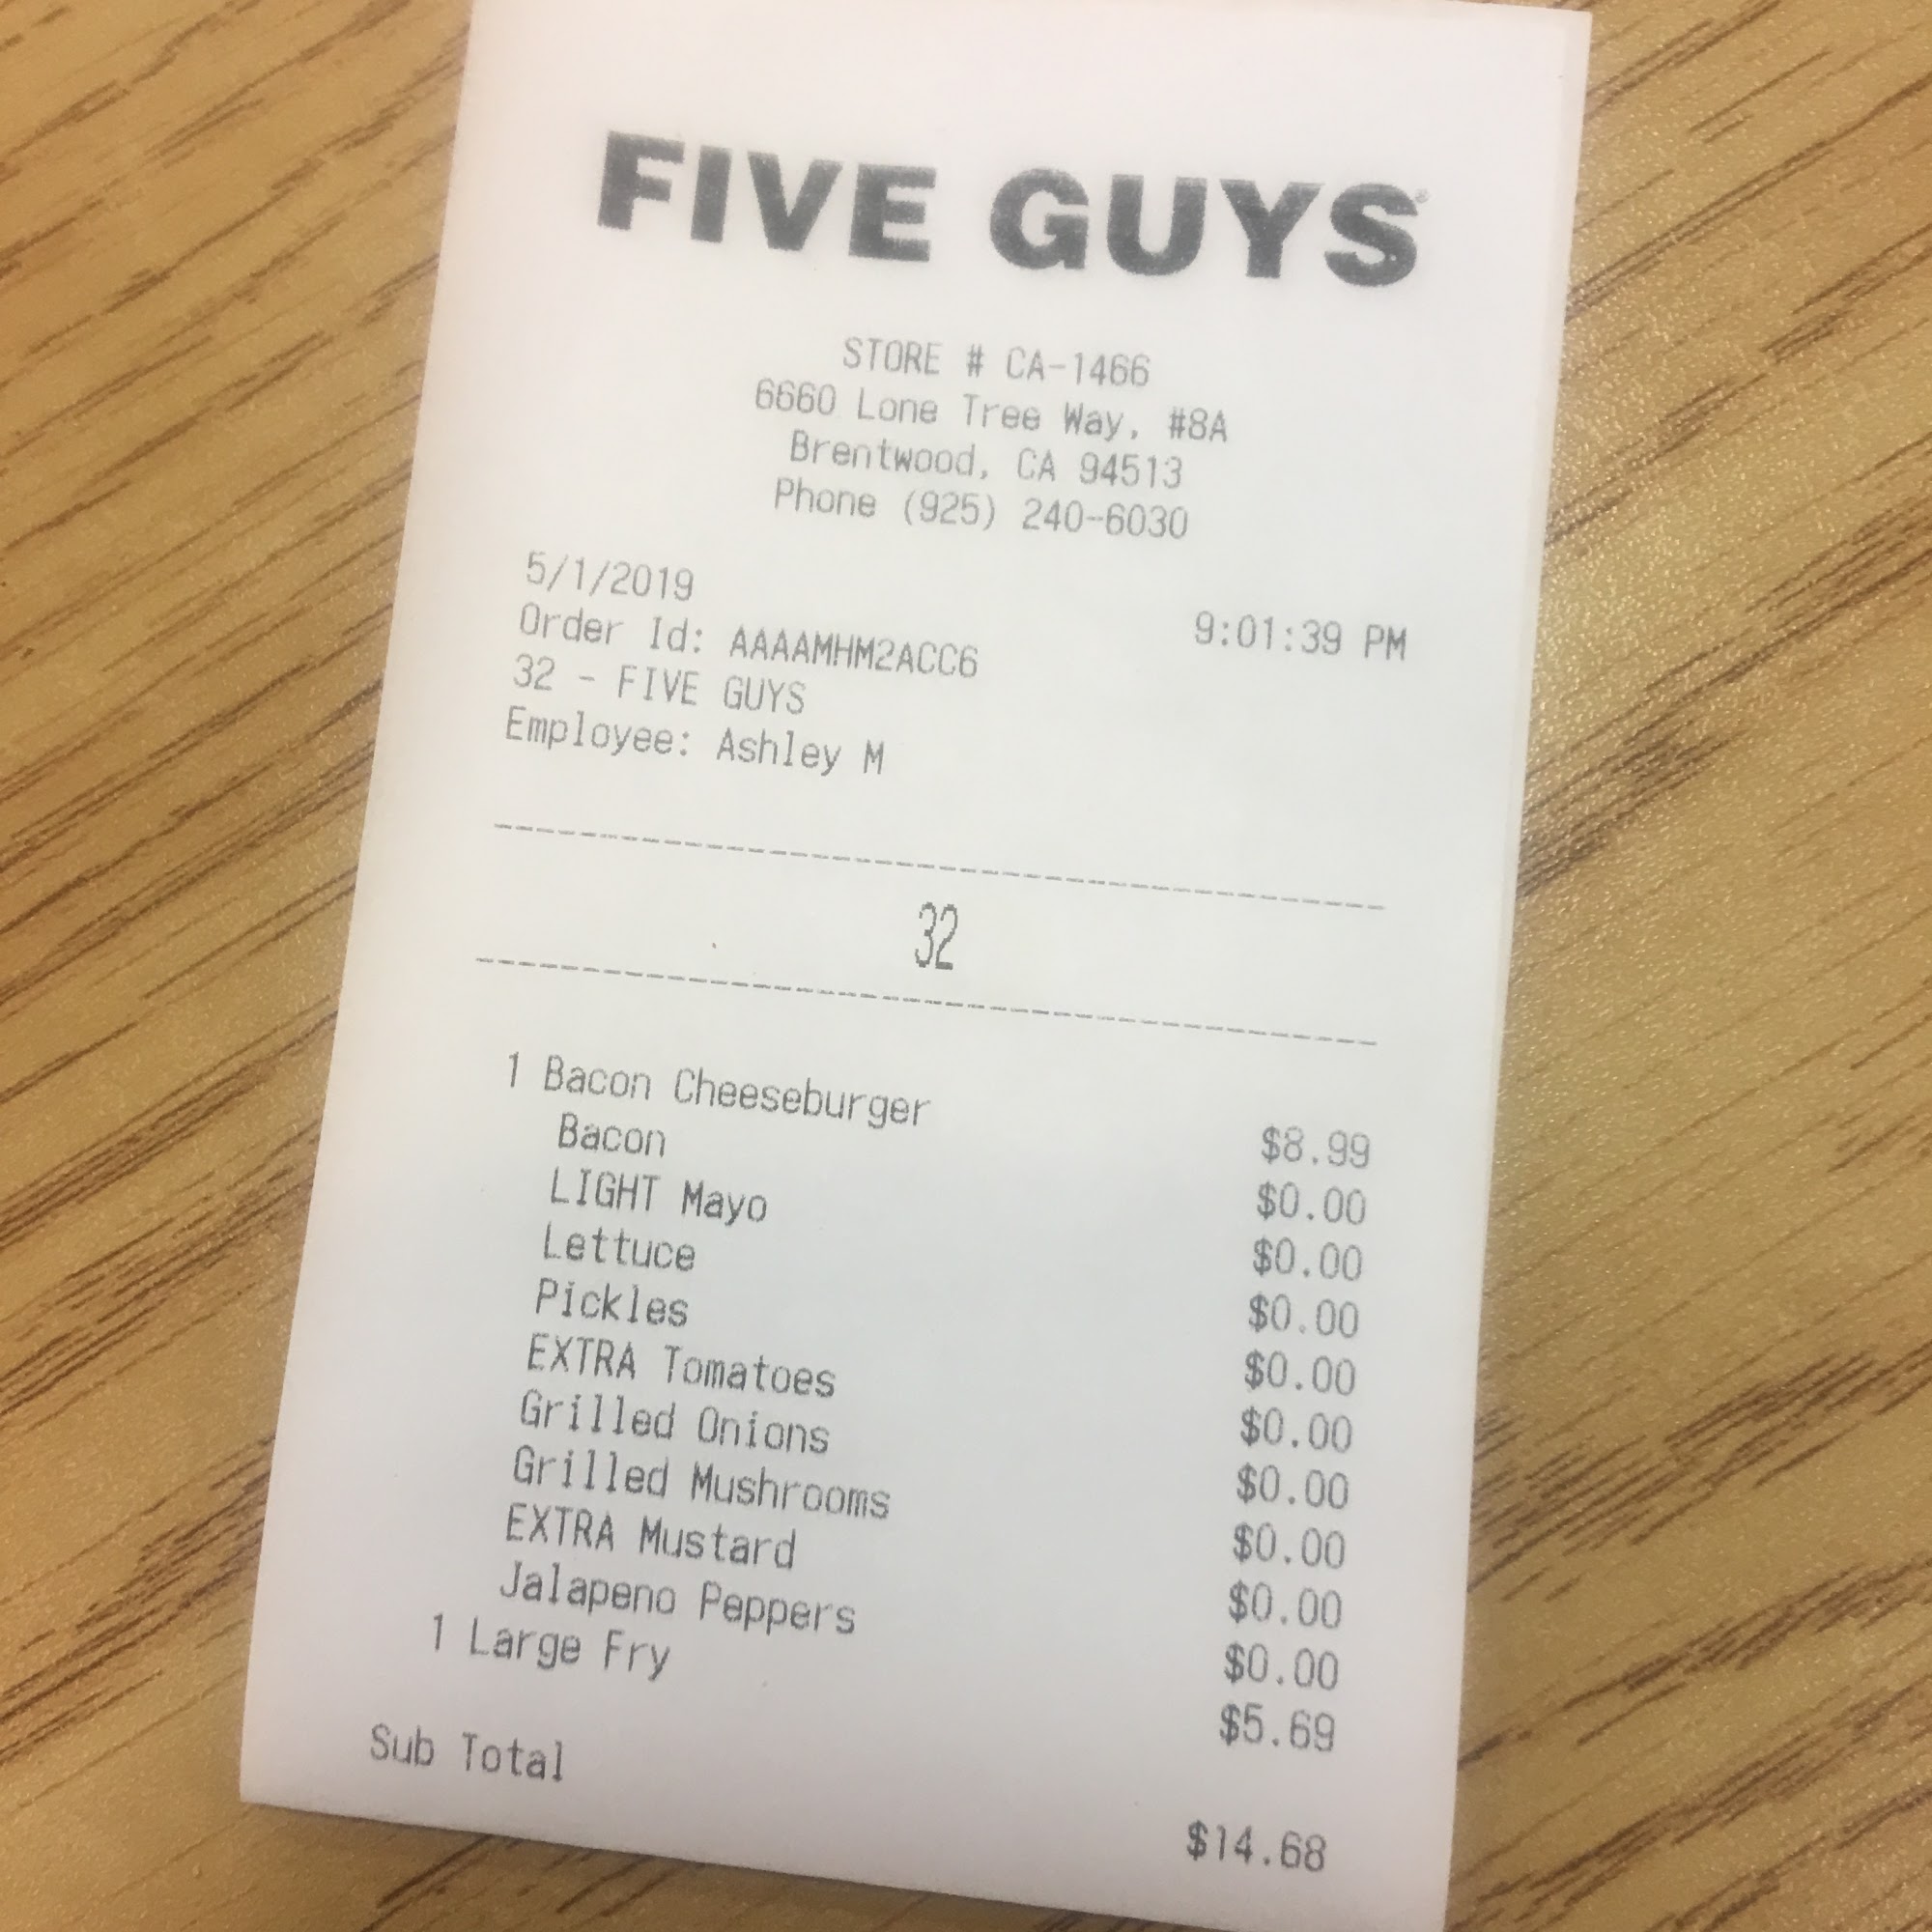 FIVE GUYS®
STORE # CA-1466
6660 Lone Tree Way, #8A
Brentwood, CA 94513
Phone (925) 240-6030
5/1/2019 9:01:39 PM
Order Id: AAAAMHM2ACC6
32 - FIVE GUYS
Employee: Ashley M
32
1 Bacon Cheeseburger $8.99
Bacon $0.00
LIGHT Mayo $0.00
Lettuce $0.00
Pickles $0.00
EXTRA Tomatoes $0.00
Grilled Onions $0.00
Grilled Mushrooms $0.00
EXTRA Mustard $0.00
Jalapeno Peppers $0.00
1 Large Fry $5.69
Sub Total $14.68